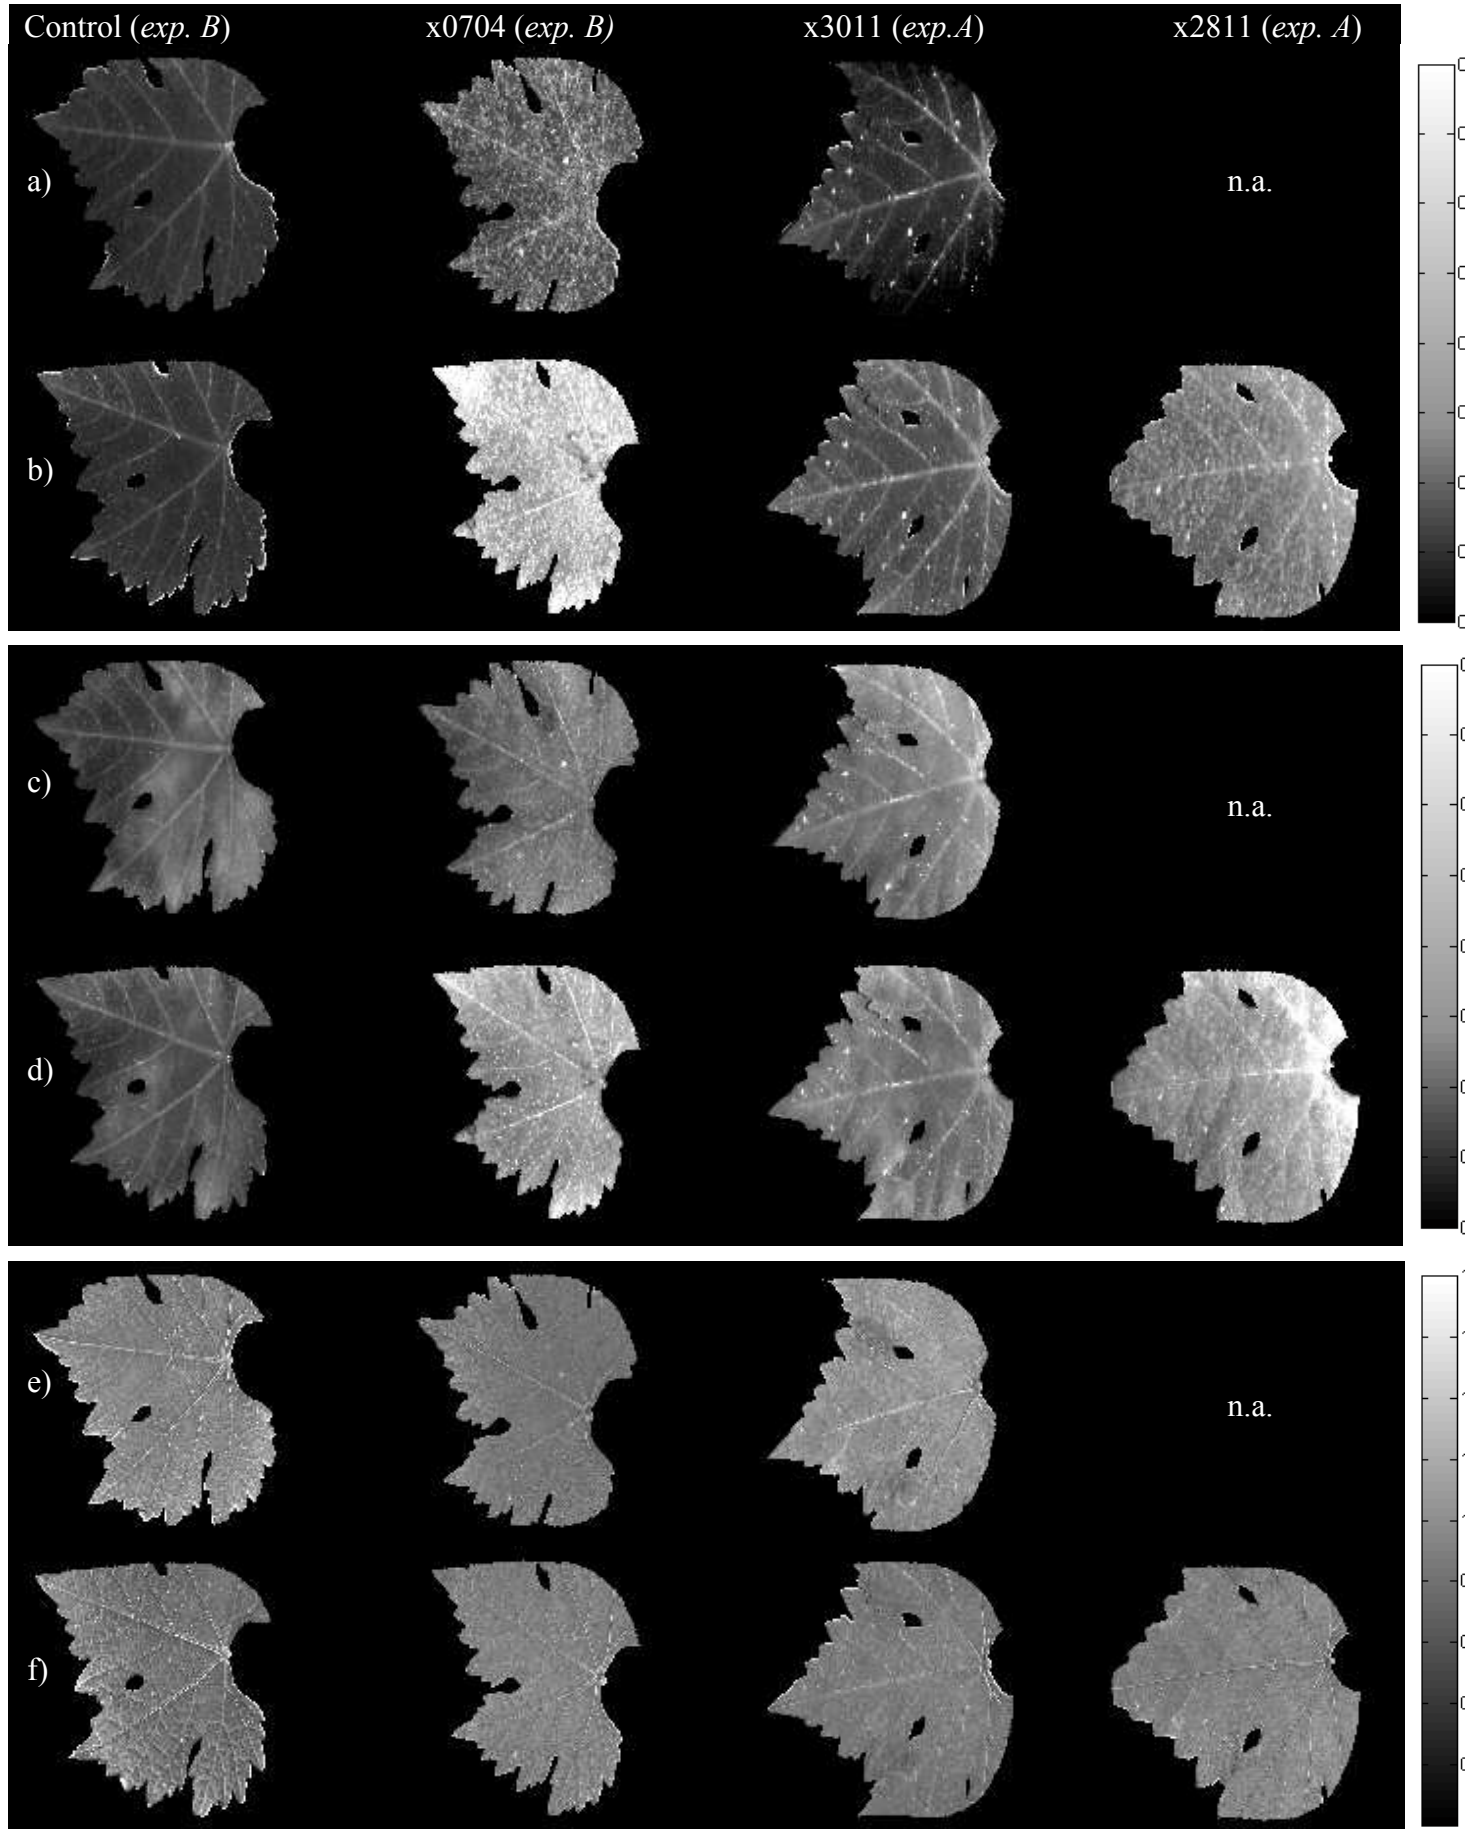 Control (exp. B) x0704 (exp. B) x3011 (exp.A) x2811 (exp. A)
a) n.a.
b)
c) n.a.
d)
e) n.a.
f)